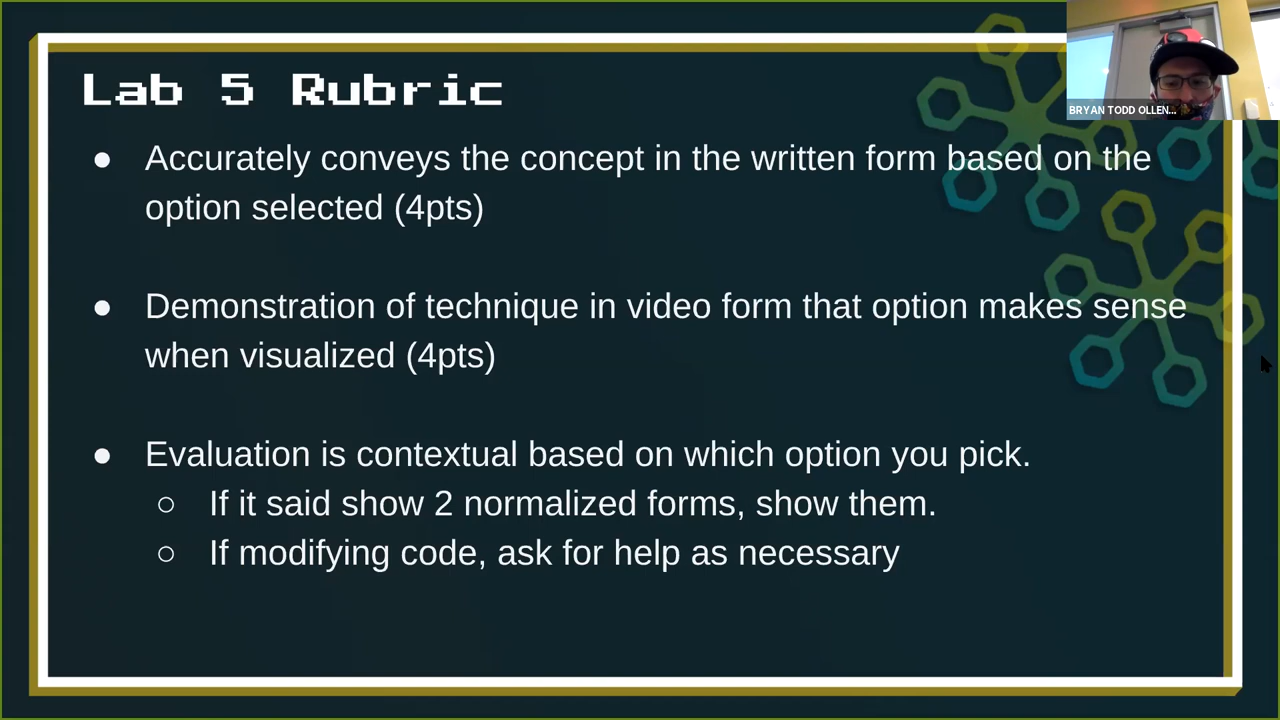 Lab 5 Rubric
BRYAN TODD OLLEN...
● Accurately conveys the concept in the written form based on the
option selected (4pts)
● Demonstration of technique in video form that option makes sense
when visualized (4pts)
● Evaluation is contextual based on which option you pick.
○ If it said show 2 normalized forms, show them.
○ If modifying code, ask for help as necessary